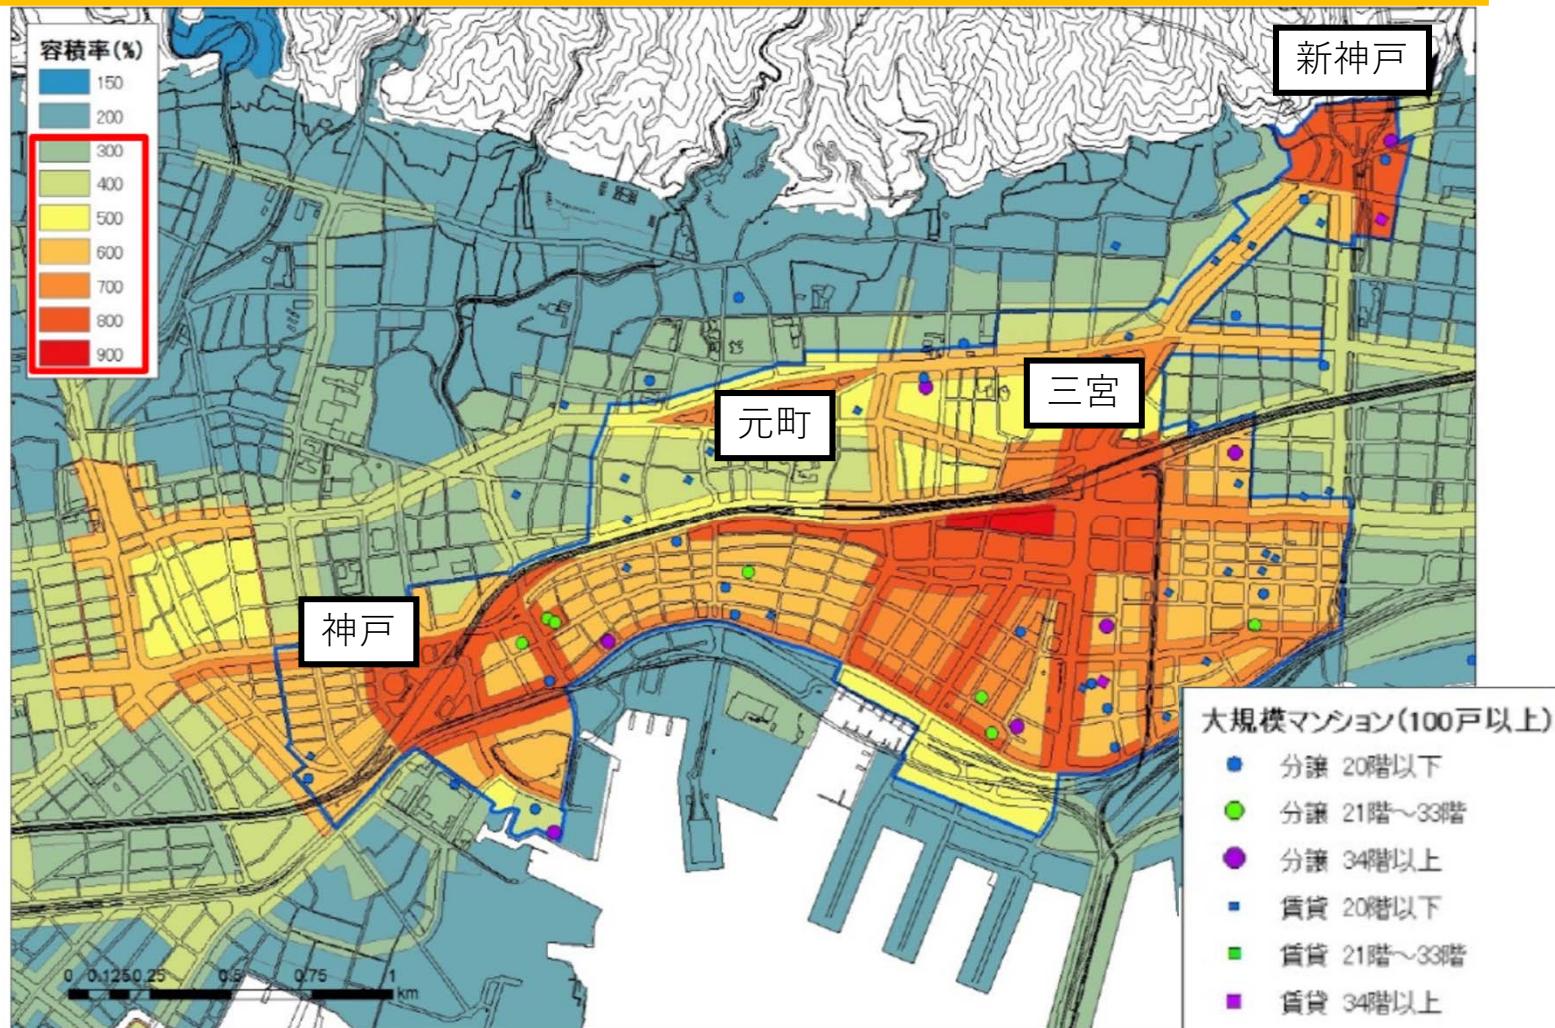 容積率(%)
150
200
300
400
500
600
700
800
900
新神戸
三宮
元町
神戸
大規模マンション(100戸以上)
分譲 20階以下
分譲 21階～33階
分譲 34階以上
賃貸 20階以下
賃貸 21階～33階
賃貸 34階以上
0 0.125 0.25 0.5 0.75 1
km